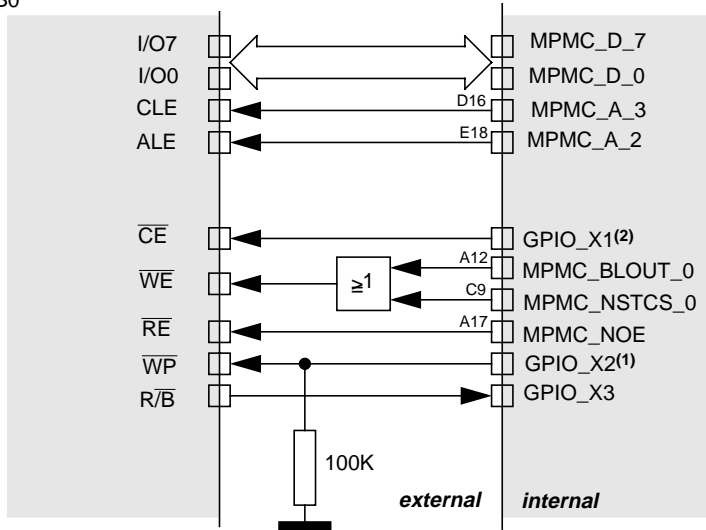 I/O7 MPMC_D_7
I/O0 MPMC_D_0
CLE D16 MPMC_A_3
ALE E18 MPMC_A_2
CE GPIO_X1(2)
A12 MPMC_BLOUT_0
WE ≥1
C9 MPMC_NSTCS_0
RE A17 MPMC_NOE
WP GPIO_X2(1)
R/B GPIO_X3
100K
external internal